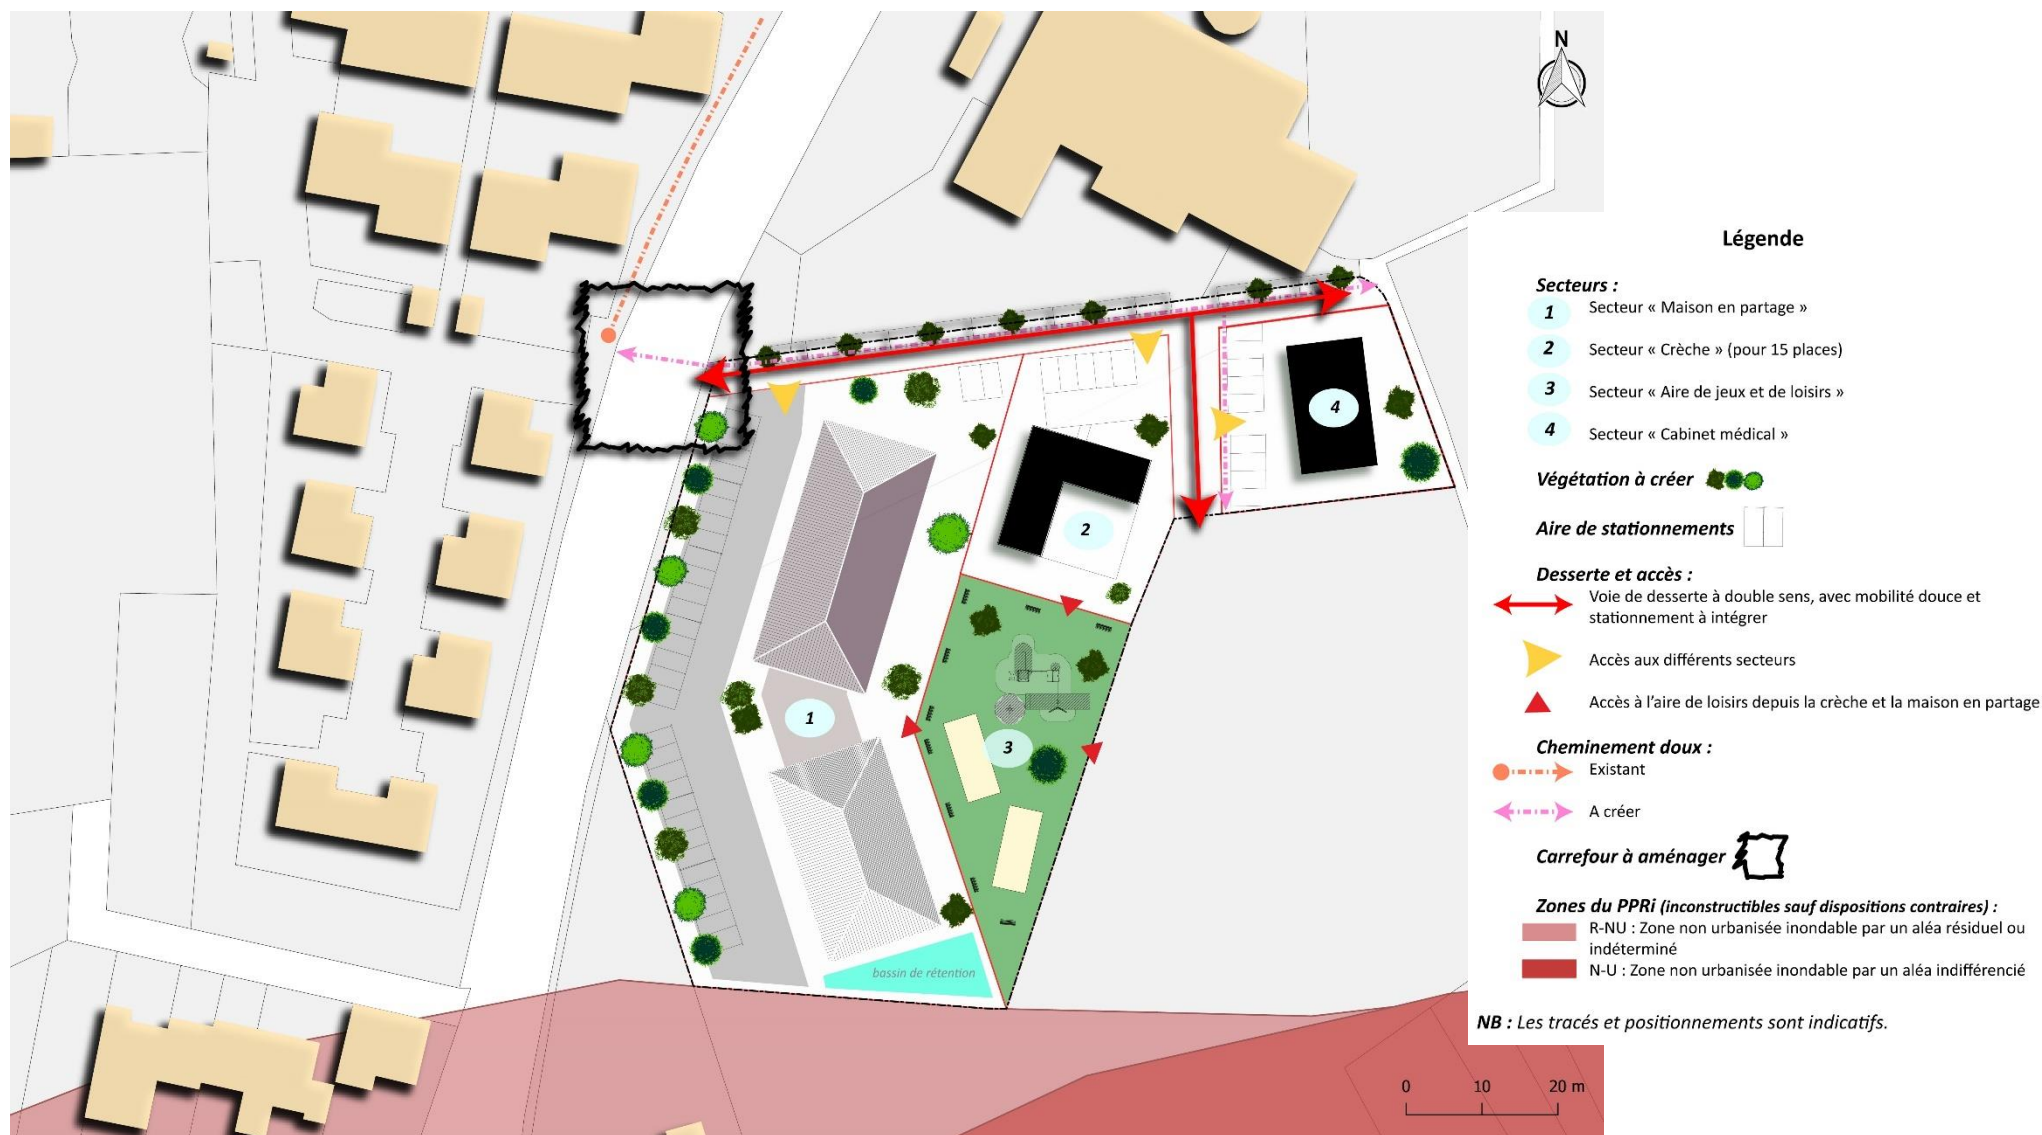 N
Légende
Secteurs :
1 Secteur « Maison en partage »
2 Secteur « Crèche » (pour 15 places)
3 Secteur « Aire de jeux et de loisirs »
4 Secteur « Cabinet médical »
Végétation à créer
Aire de stationnements
Desserte et accès :
Voie de desserte à double sens, avec mobilité douce et
stationnement à intégrer
Accès aux différents secteurs
Accès à l'aire de loisirs depuis la crèche et la maison en partage
Cheminement doux :
Existant
A créer
Carrefour à aménager
Zones du PPRi (inconstructibles sauf dispositions contraires) :
R-NU : Zone non urbanisée inondable par un aléa résiduel ou
indéterminé
N-U : Zone non urbanisée inondable par un aléa indifférencié
NB : Les tracés et positionnements sont indicatifs.
4
2
1
3
bassin de rétention
0 10 20 m